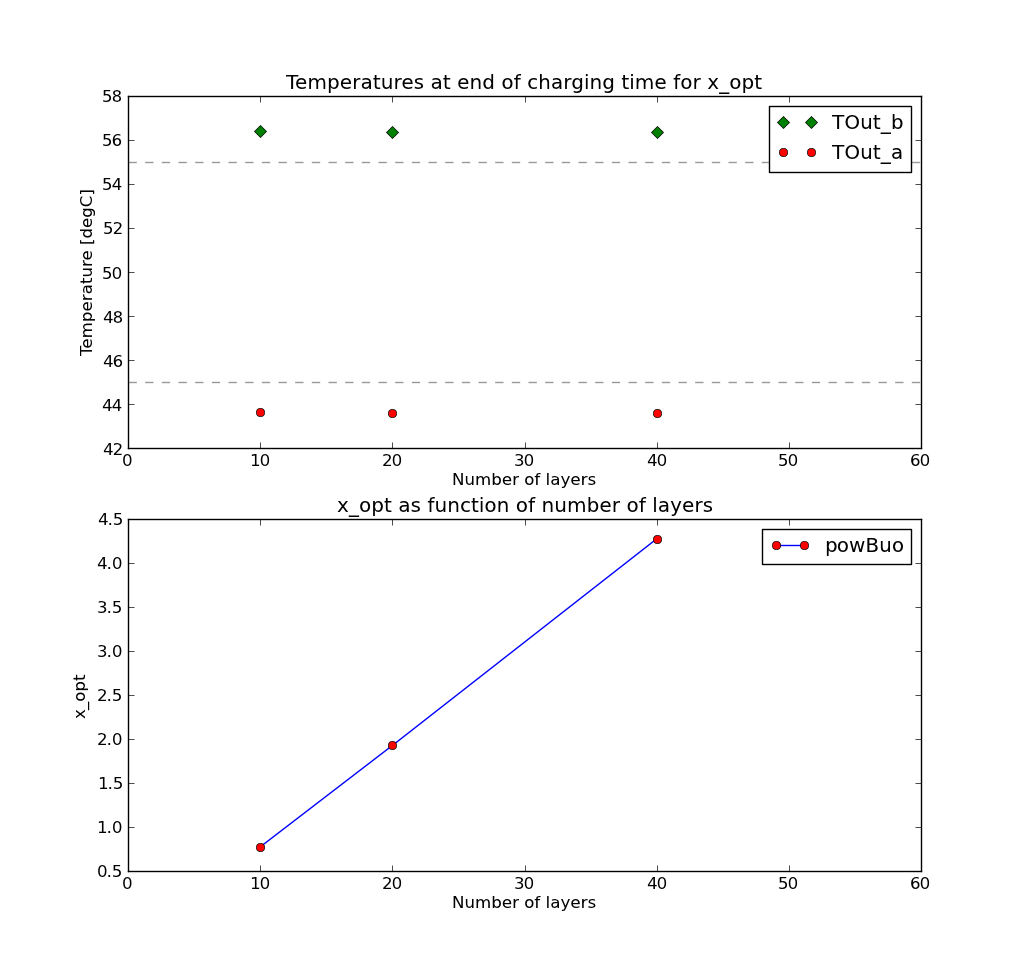 Temperatures at end of charging time for x_opt
58
56
54
52
50
48
46
44
42
Temperature [degC]
TOut_b
TOut_a
0 10 20 30 40 50 60
Number of layers
x_opt as function of number of layers
4.5
4.0
3.5
3.0
2.5
2.0
1.5
1.0
0.5
x_opt
powBuo
0 10 20 30 40 50 60
Number of layers